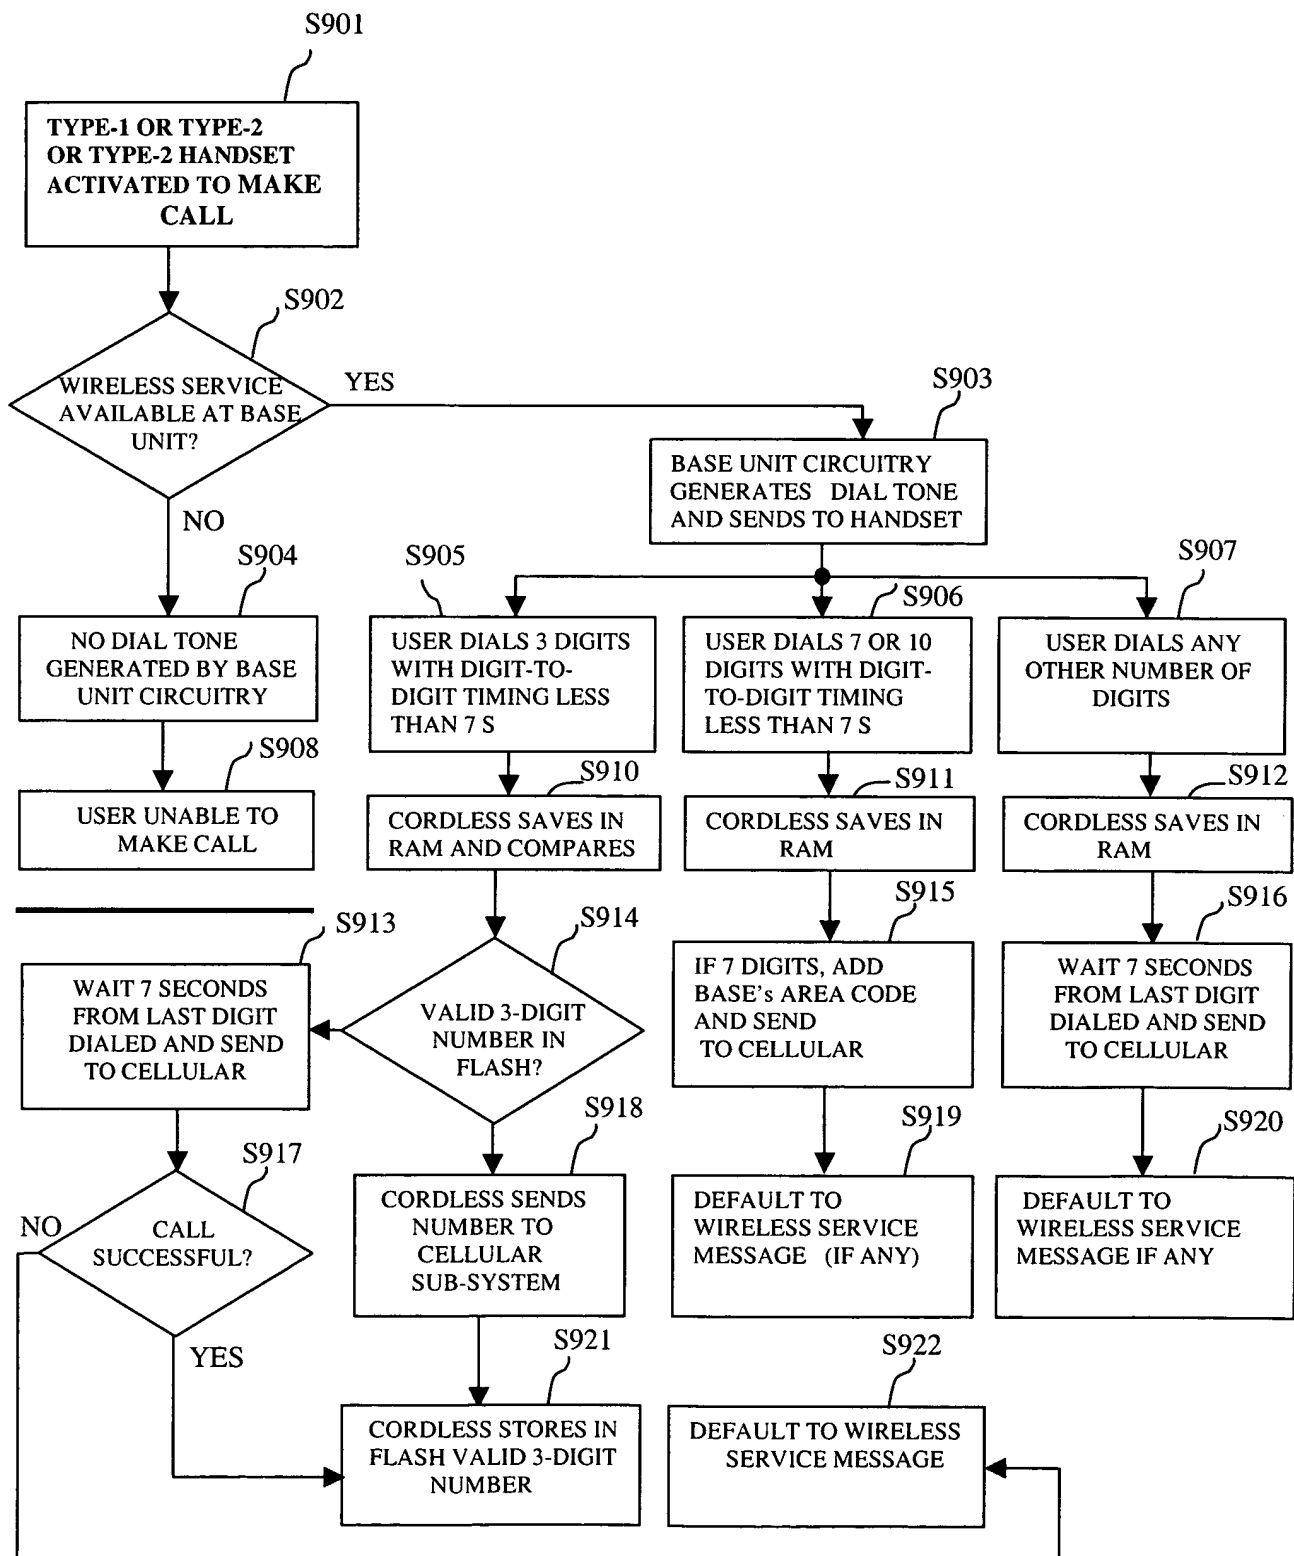 S901
TYPE-1 OR TYPE-2
OR TYPE-2 HANDSET
ACTIVATED TO MAKE
CALL
S902
WIRELESS SERVICE
AVAILABLE AT BASE
UNIT?
YES
NO
S903
BASE UNIT CIRCUITRY
GENERATES DIAL TONE
AND SENDS TO HANDSET
S904
NO DIAL TONE
GENERATED BY BASE
UNIT CIRCUITRY
S905
USER DIALS 3 DIGITS
WITH DIGIT-TO-
DIGIT TIMING LESS
THAN 7 S
S906
USER DIALS 7 OR 10
DIGITS WITH DIGIT-
TO-DIGIT TIMING
LESS THAN 7 S
S907
USER DIALS ANY
OTHER NUMBER OF
DIGITS
S908
USER UNABLE TO
MAKE CALL
S910
CORDLESS SAVES IN
RAM AND COMPARES
S911
CORDLESS SAVES IN
RAM
S912
CORDLESS SAVES IN
RAM
S913
WAIT 7 SECONDS
FROM LAST DIGIT
DIALED AND SEND
TO CELLULAR
S914
VALID 3-DIGIT
NUMBER IN
FLASH?
S915
IF 7 DIGITS, ADD
BASE's AREA CODE
AND SEND
TO CELLULAR
S916
WAIT 7 SECONDS
FROM LAST DIGIT
DIALED AND SEND
TO CELLULAR
S917
CALL
SUCCESSFUL?
NO
YES
S918
CORDLESS SENDS
NUMBER TO
CELLULAR
SUB-SYSTEM
S919
DEFAULT TO
WIRELESS SERVICE
MESSAGE (IF ANY)
S920
DEFAULT TO
WIRELESS SERVICE
MESSAGE IF ANY
S921
CORDLESS STORES IN
FLASH VALID 3-DIGIT
NUMBER
S922
DEFAULT TO WIRELESS
SERVICE MESSAGE